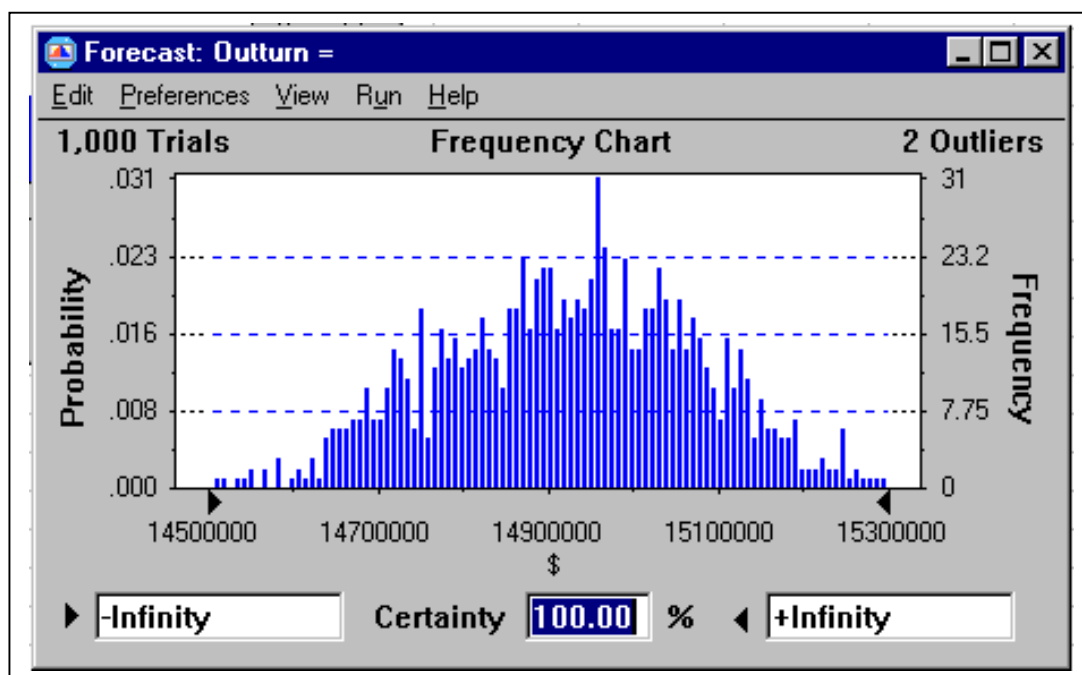 Forecast: Outturn =
Edit Preferences View Run Help
1,000 Trials Frequency Chart 2 Outliers
.031 31
.023 23.2
.016 15.5
.008 7.75
.000 0
Probability
Frequency
14500000 14700000 14900000 15100000 15300000
$
-Infinity Certainty 100.00 % +Infinity